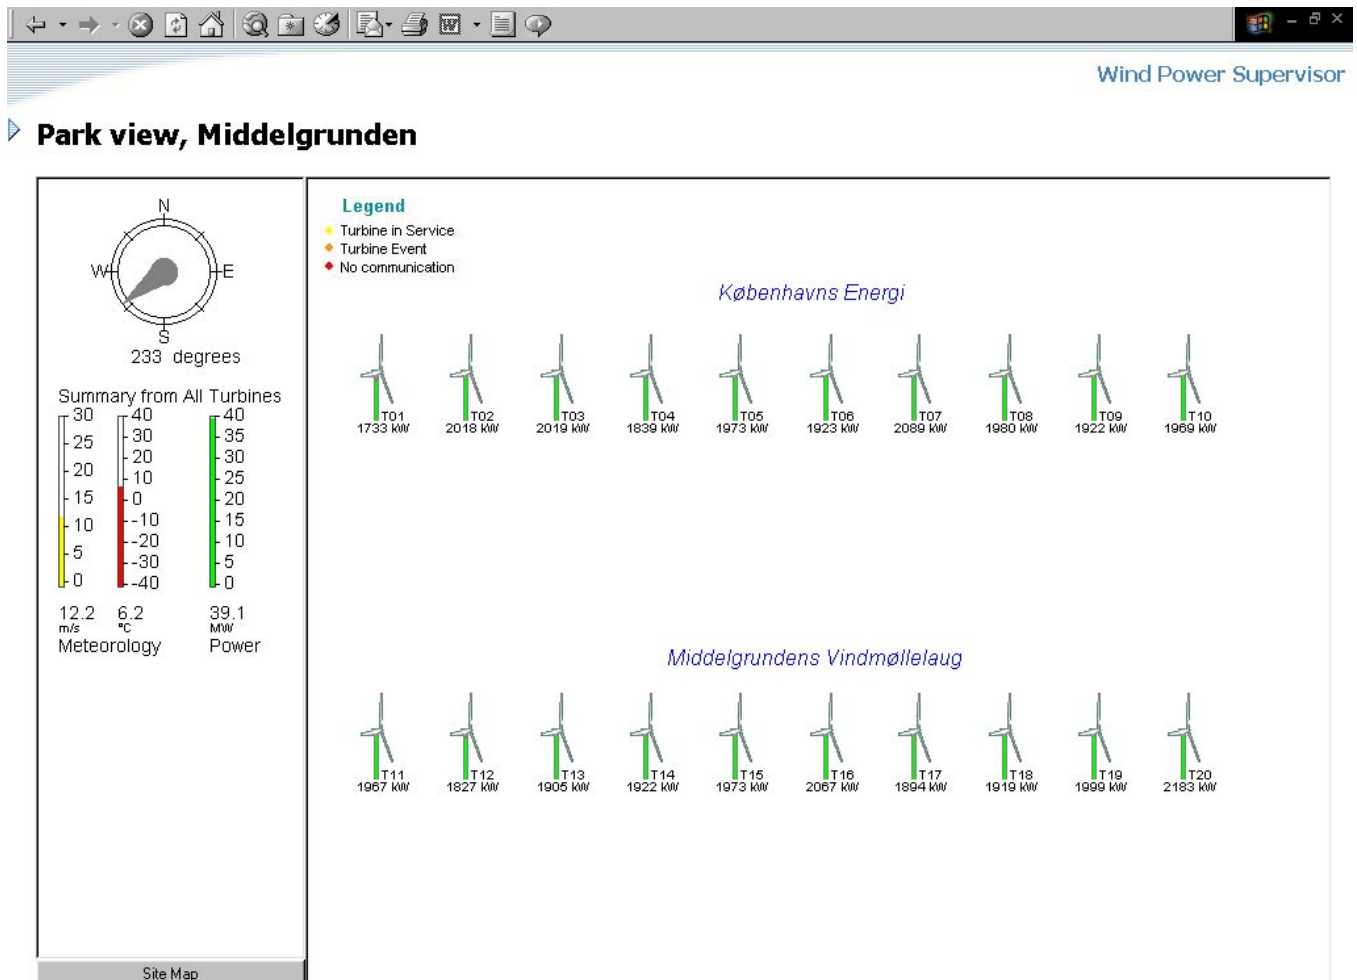 Wind Power Supervisor
Park view, Middelgrunden
N
W E
S
233 degrees
Summary from All Turbines
30 40 40
25 30 35
20 20 30
15 10 25
10 0 20
5 -10 15
0 -20 10
-30 5
-40 0
12.2 6.2 39.1
m/s °C MW
Meteorology Power
Site Map
Legend
Turbine in Service
Turbine Event
No communication
Københavns Energi
T01 T02 T03 T04 T05 T06 T07 T08 T09 T10
1733 kW 2018 kW 2019 kW 1839 kW 1973 kW 1923 kW 2089 kW 1980 kW 1922 kW 1969 kW
Middelgrundens Vindmøllelaug
T11 T12 T13 T14 T15 T16 T17 T18 T19 T20
1967 kW 1827 kW 1905 kW 1922 kW 1973 kW 2067 kW 1894 kW 1919 kW 1999 kW 2183 kW